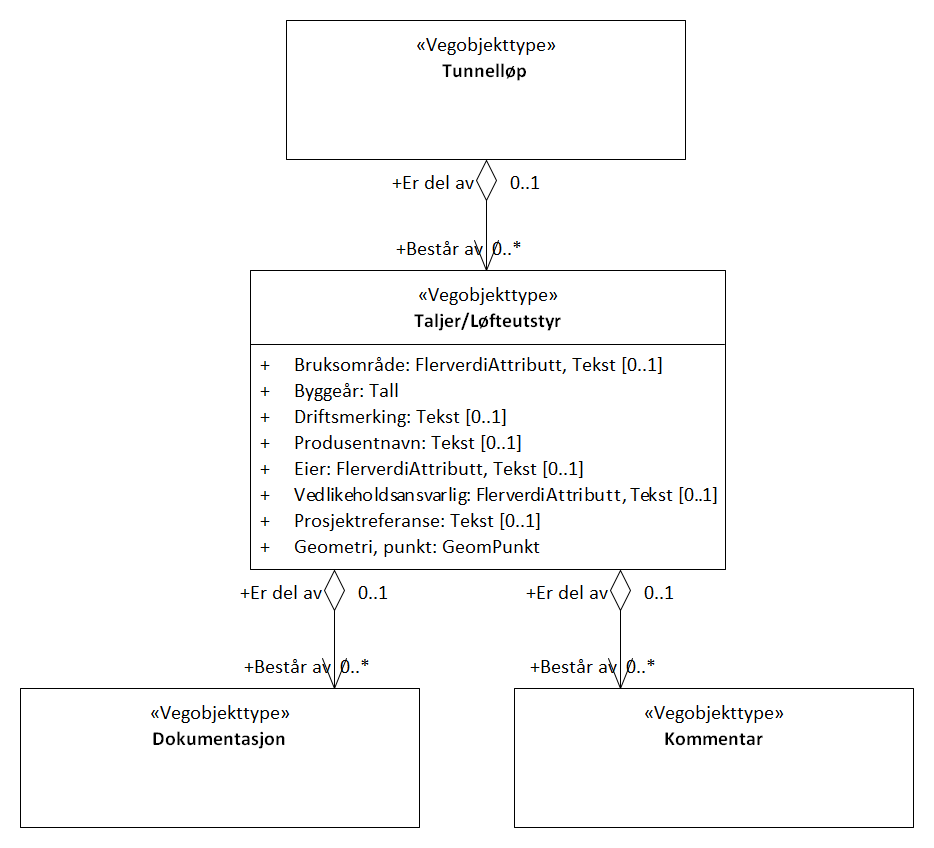 «Vegobjekttype»
Tunnelløp
+Er del av 0..1
+Består av 0..*
«Vegobjekttype»
Taljer/Løfteutstyr
+ Bruksområde: FlerverdiAttributt, Tekst [0..1]
+ Byggeår: Tall
+ Driftsmerking: Tekst [0..1]
+ Produsentnavn: Tekst [0..1]
+ Eier: FlerverdiAttributt, Tekst [0..1]
+ Vedlikeholdsansvarlig: FlerverdiAttributt, Tekst [0..1]
+ Prosjektreferanse: Tekst [0..1]
+ Geometri, punkt: GeomPunkt
+Er del av 0..1
+Består av 0..*
«Vegobjekttype»
Dokumentasjon
+Er del av 0..1
+Består av 0..*
«Vegobjekttype»
Kommentar